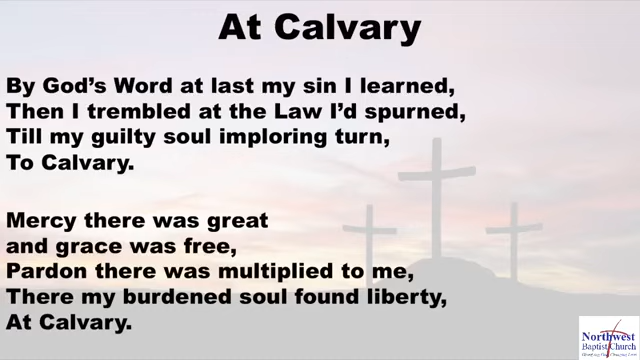 At Calvary
By God's Word at last my sin I learned,
Then I trembled at the Law I'd spurned,
Till my guilty soul imploring turn,
To Calvary.
Mercy there was great
and grace was free,
Pardon there was multiplied to me,
There my burdened soul found liberty,
At Calvary.
Northwest
Baptist Church